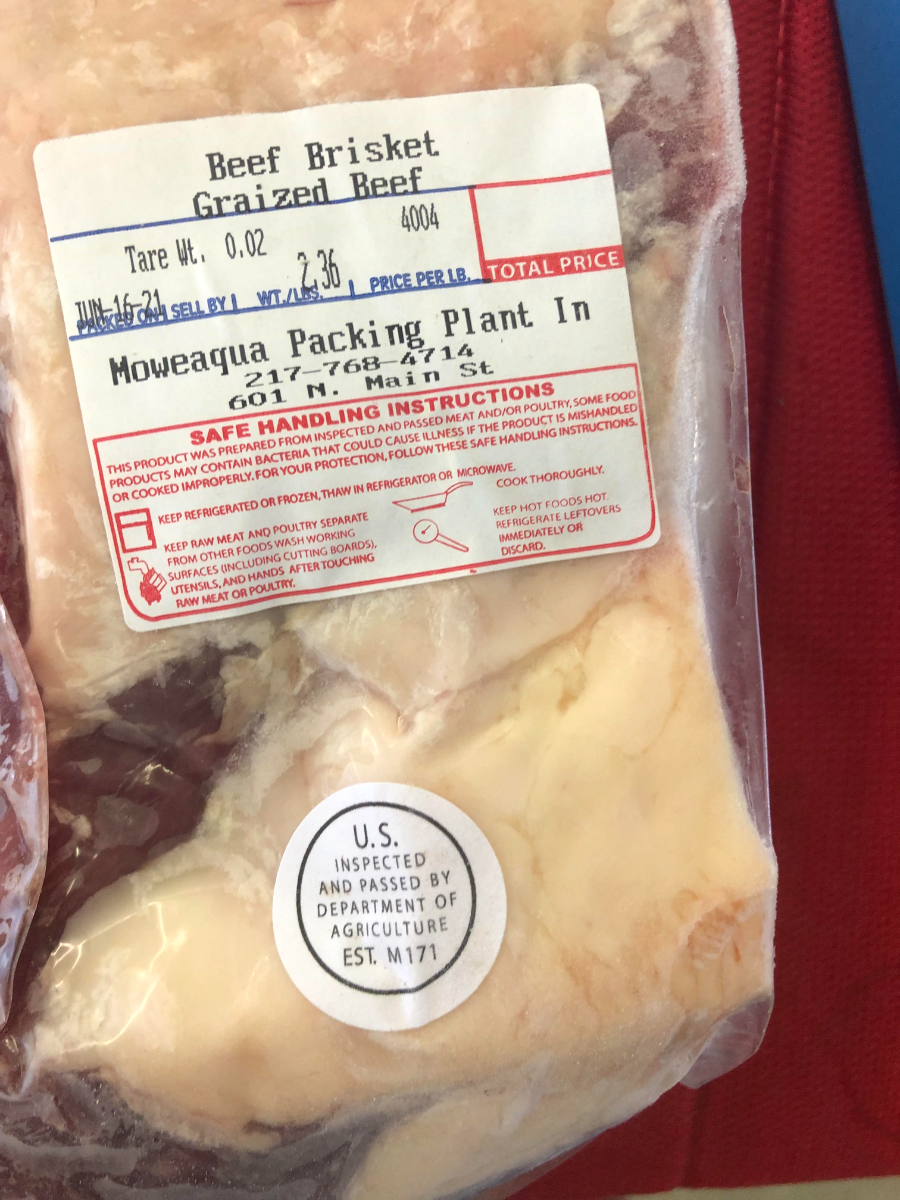 Beef Brisket
Graized Beef
4004
Tare Wt. 0.02
2.36
JUN-16-21
PACKED ON | SELL BY | WT./LBS. | PRICE PER LB. TOTAL PRICE
Moweaqua Packing Plant In
217-768-4714
601 N. Main St
SAFE HANDLING INSTRUCTIONS
THIS PRODUCT WAS PREPARED FROM INSPECTED AND PASSED MEAT AND/OR POULTRY, SOME FOOD
PRODUCTS MAY CONTAIN BACTERIA THAT COULD CAUSE ILLNESS IF THE PRODUCT IS MISHANDLED
OR COOKED IMPROPERLY. FOR YOUR PROTECTION, FOLLOW THESE SAFE HANDLING INSTRUCTIONS.
KEEP REFRIGERATED OR FROZEN, THAW IN REFRIGERATOR OR MICROWAVE.
KEEP RAW MEAT AND POULTRY SEPARATE
FROM OTHER FOODS WASH WORKING
SURFACES (INCLUDING CUTTING BOARDS),
UTENSILS, AND HANDS AFTER TOUCHING
RAW MEAT OR POULTRY.
COOK THOROUGHLY.
KEEP HOT FOODS HOT.
REFRIGERATE LEFTOVERS
IMMEDIATELY OR
DISCARD.
U.S.
INSPECTED
AND PASSED BY
DEPARTMENT OF
AGRICULTURE
EST. M171